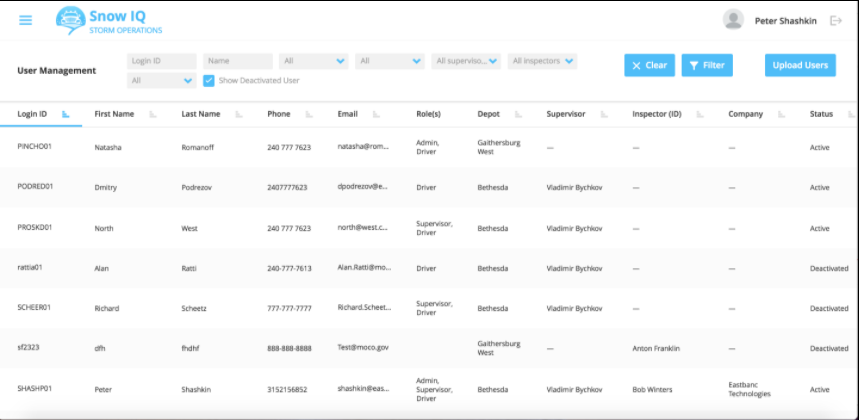 Snow IQ
STORM OPERATIONS
Peter Shashkin
User Management
Login ID Name All All All superviso... All inspectors
All Show Deactivated User
Clear Filter Upload Users
Login ID First Name Last Name Phone Email Role(s) Depot Supervisor Inspector (ID) Company Status
PINCHO01 Natasha Romanoff 240 777 7623 natasha@rom... Admin, Driver Gaithersburg West — — — Active
PODRED01 Dmitry Podrezov 2407777623 dpodrezov@e... Driver Bethesda Vladimir Bychkov — — Active
PROSKD01 North West 240 777 7623 north@west.c... Supervisor, Driver Bethesda Vladimir Bychkov — — Active
rattia01 Alan Ratti 240-777-7613 Alan.Ratti@mo... Driver Bethesda Vladimir Bychkov — — Deactivated
SCHEER01 Richard Scheetz 777-777-7777 Richard.Scheet... Supervisor, Driver Bethesda Vladimir Bychkov — — Deactivated
sf2323 dfh fhdhf 888-888-8888 Test@moco.gov Gaithersburg West — Anton Franklin — Deactivated
SHASHP01 Peter Shashkin 3152156852 shashkin@eas... Admin, Supervisor, Driver Bethesda Vladimir Bychkov Bob Winters Eastbanc Technologies Active